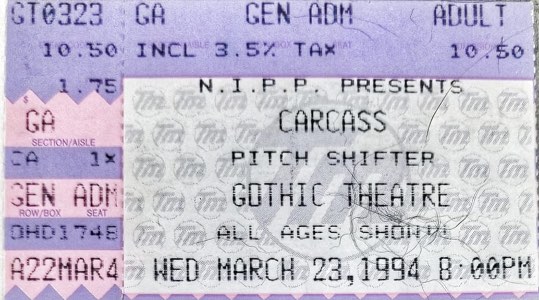 GT0323 GA GEN ADM ADULT
10.50 INCL 3.5% TAX 10.50
1.75 N.I.P.P. PRESENTS
$
GA CARCASS
SECTION/AISLE
CA 1X PITCH SHIFTER
GEN ADM GOTHIC THEATRE
ROW/BOX SEAT
ALL AGES
A22MAR4 WED MARCH 23,1994 8:00PM